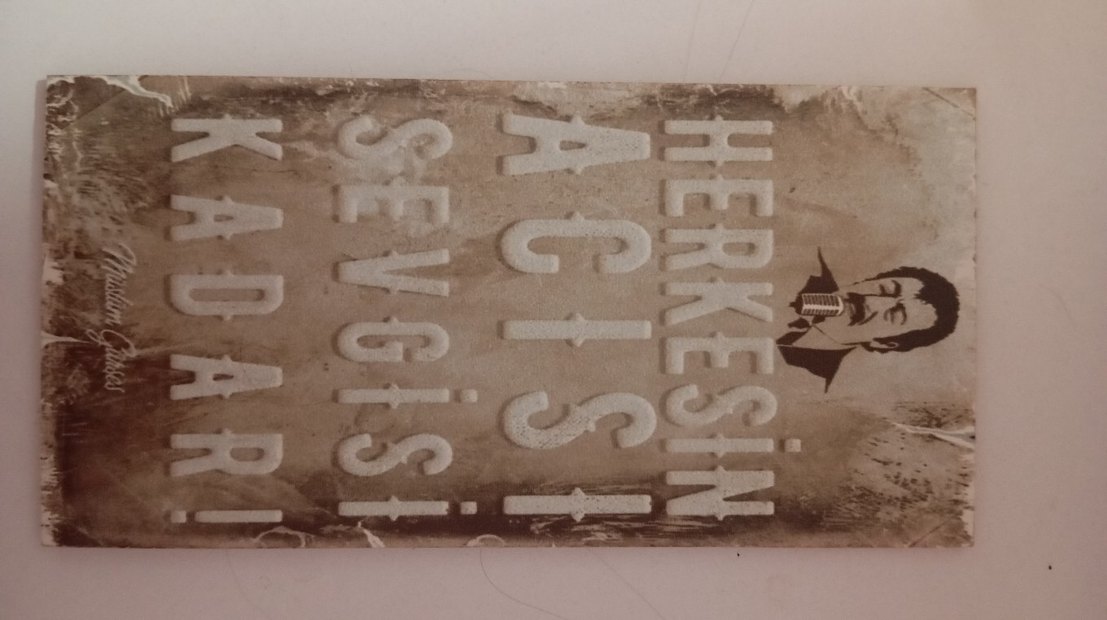 HERKESİN
ACISI
SEVGİSİ
KADAR!
Müslüm Gürses